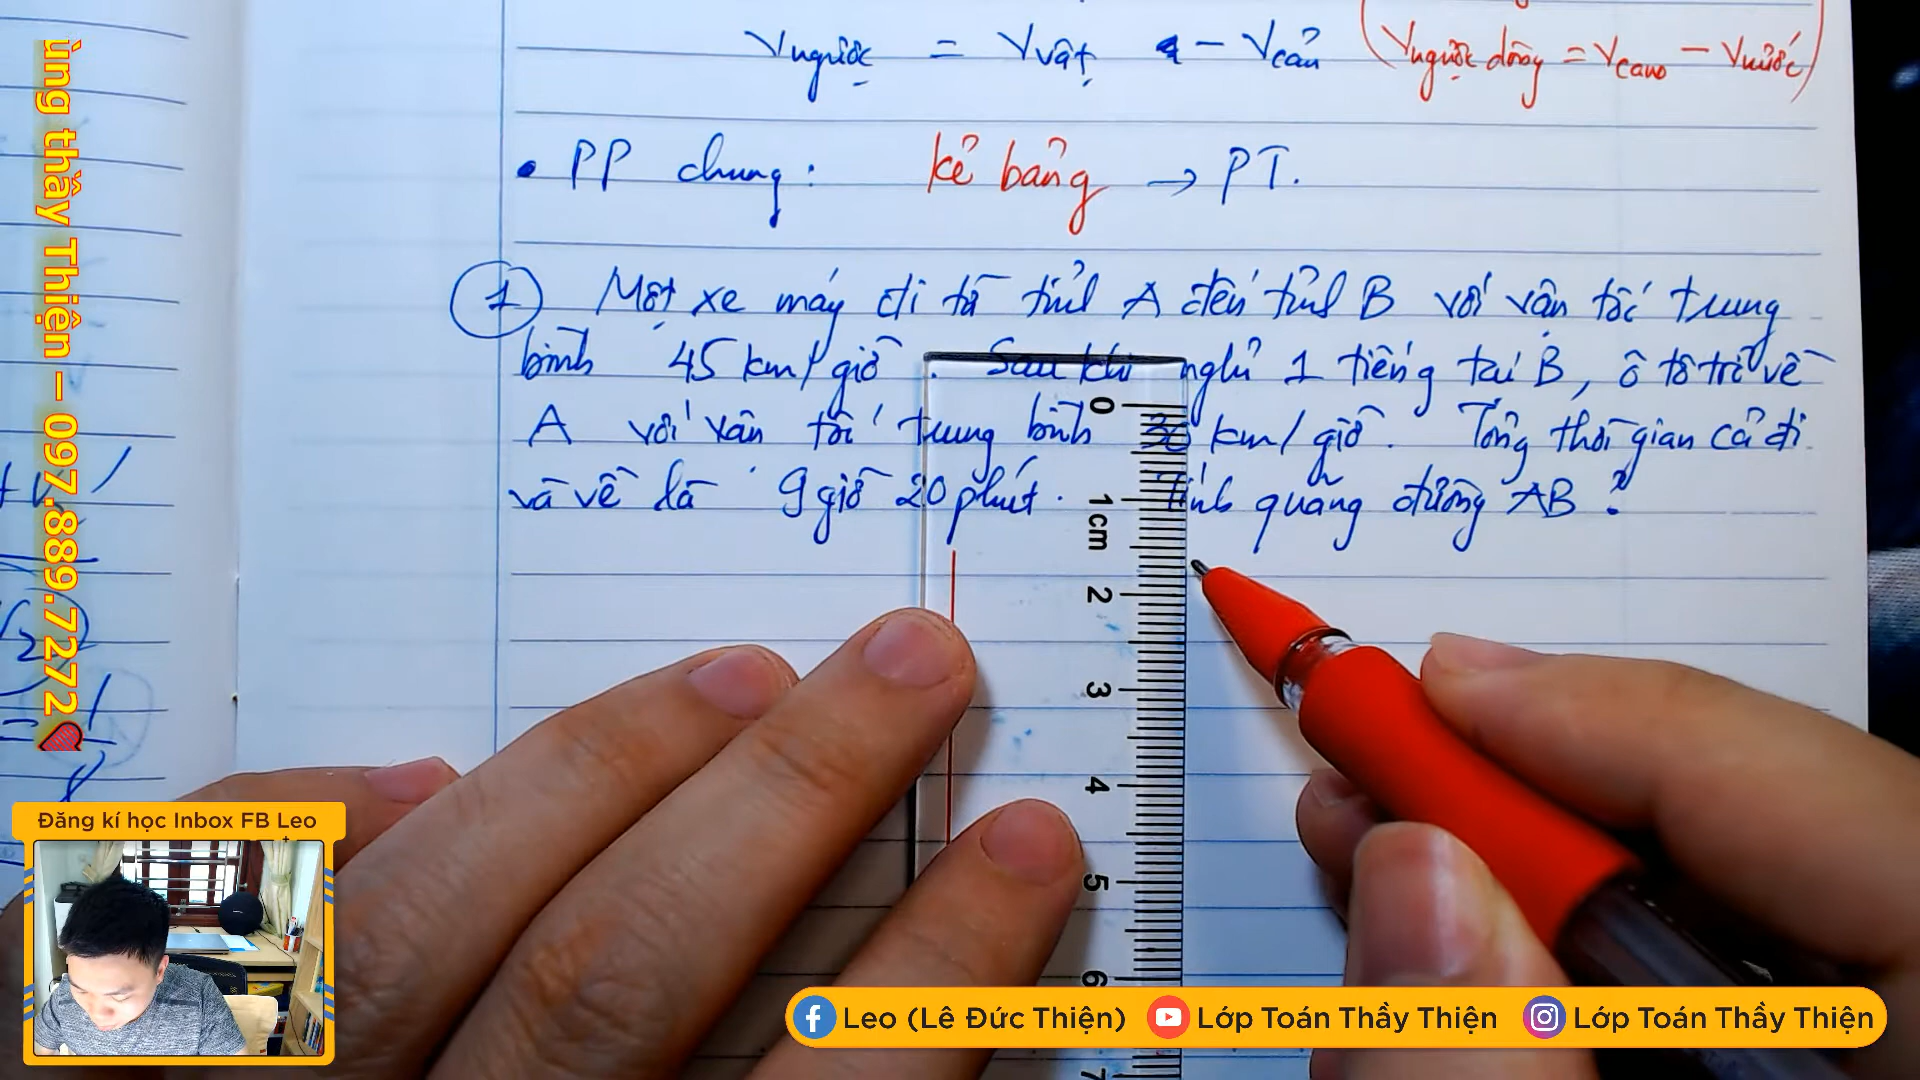 Vngược = Vvật - Vcản (Vngược dòng = Vcano - Vnước)
• PP chung: kẻ bảng → PT.
1 Một xe máy đi từ tỉnh A đến tỉnh B với vận tốc trung
bình 45 km/giờ. Sau khi nghỉ 1 tiếng tại B, ô tô trở về
A với vận tốc trung bình 30 km/giờ. Tổng thời gian cả đi
và về là 9 giờ 20 phút. Tính quãng đường AB?
0
1cm
2
3
4
5
6
7
ùng thầy Thiện – 097.889.7272
Đăng kí học Inbox FB Leo
Leo (Lê Đức Thiện) Lớp Toán Thầy Thiện Lớp Toán Thầy Thiện